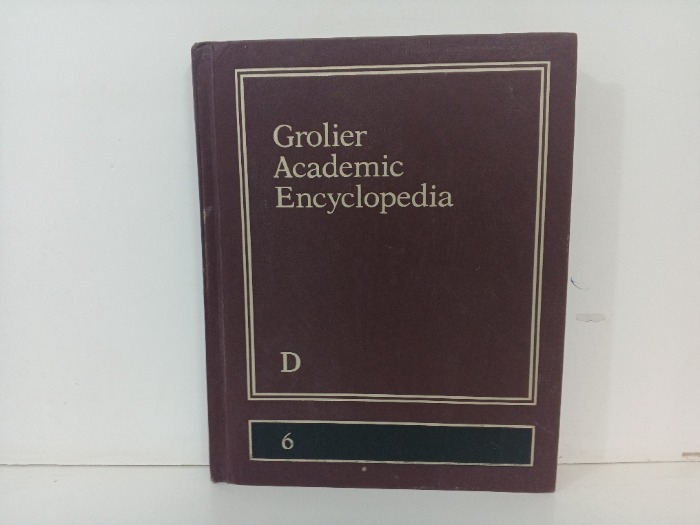 Grolier
Academic
Encyclopedia
D
6